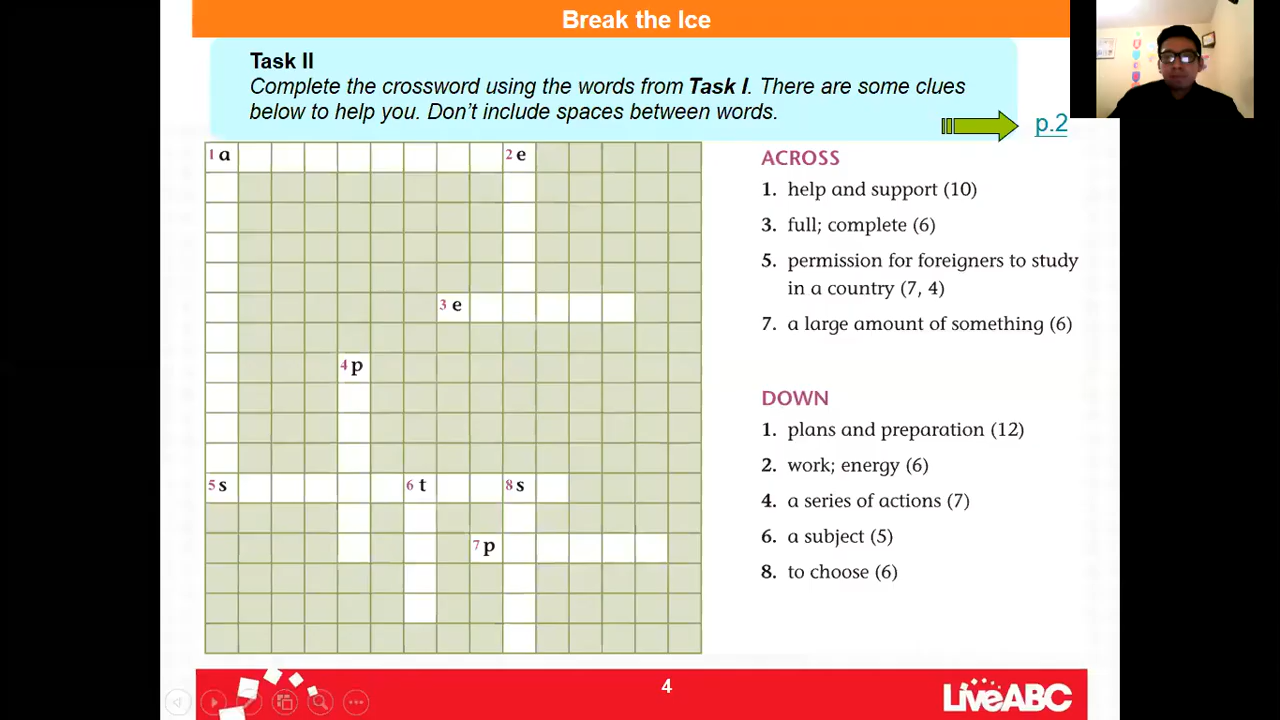 Break the Ice
Task II
Complete the crossword using the words from Task I. There are some clues
below to help you. Don't include spaces between words.
p.2
1 a
2 e
3 e
4 p
5 s
6 t
8 s
7 p
ACROSS
1. help and support (10)
3. full; complete (6)
5. permission for foreigners to study
in a country (7, 4)
7. a large amount of something (6)
DOWN
1. plans and preparation (12)
2. work; energy (6)
4. a series of actions (7)
6. a subject (5)
8. to choose (6)
4
LiveABC